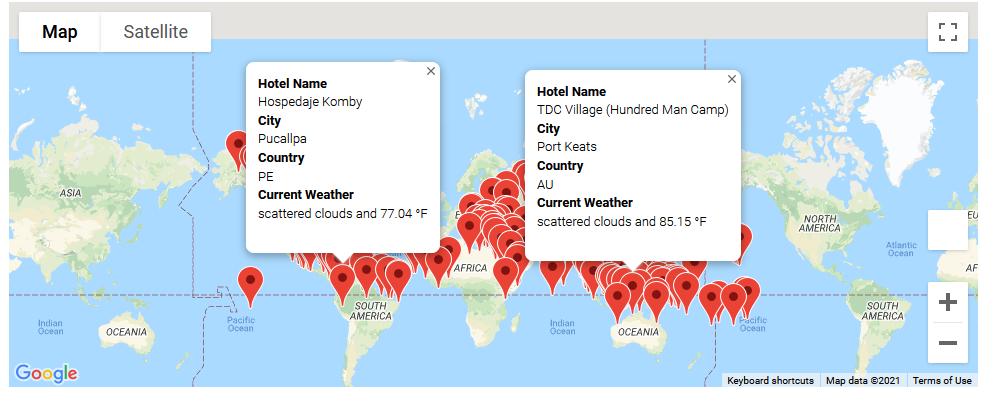 Map
Satellite
Hotel Name
Hospedaje Komby
City
Pucallpa
Country
PE
Current Weather
scattered clouds and 77.04 °F
Hotel Name
TDC Village (Hundred Man Camp)
City
Port Keats
Country
AU
Current Weather
scattered clouds and 85.15 °F
ASIA
AFRICA
NORTH
AMERICA
Atlantic
Ocean
AF
Indian
Ocean
OCEANIA
Pacific
Ocean
SOUTH
AMERICA
Indian
Ocean
OCEANIA
Pacific
Ocean
SOUTH
AMERICA
Google
Keyboard shortcuts
Map data ©2021
Terms of Use